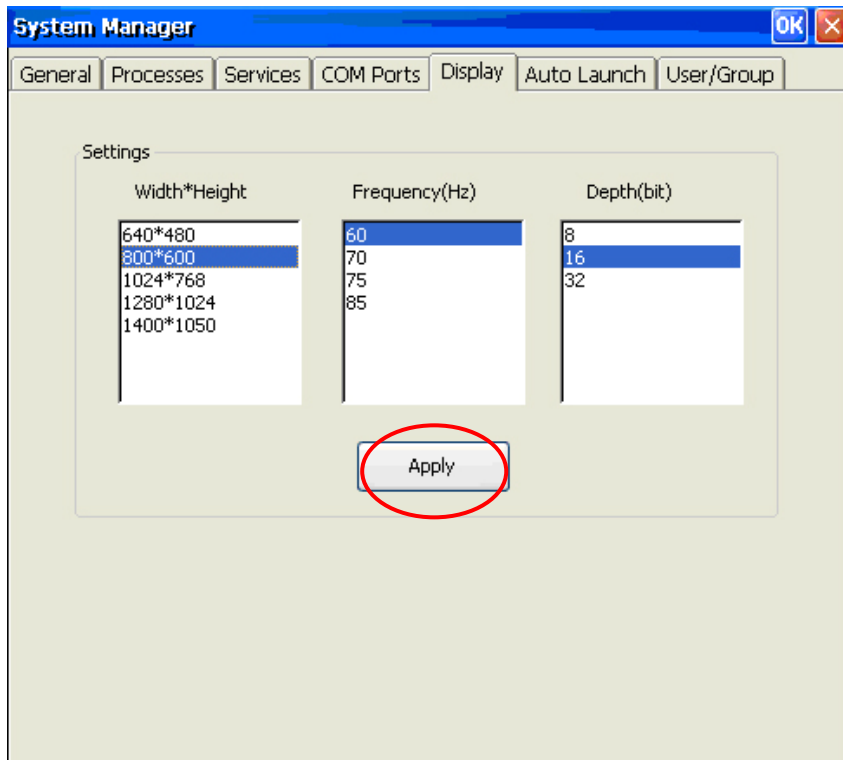 System Manager OK
General Processes Services COM Ports Display Auto Launch User/Group
Settings
Width*Height Frequency(Hz) Depth(bit)
640*480 60 8
800*600 70 16
1024*768 75 32
1280*1024 85
1400*1050
Apply